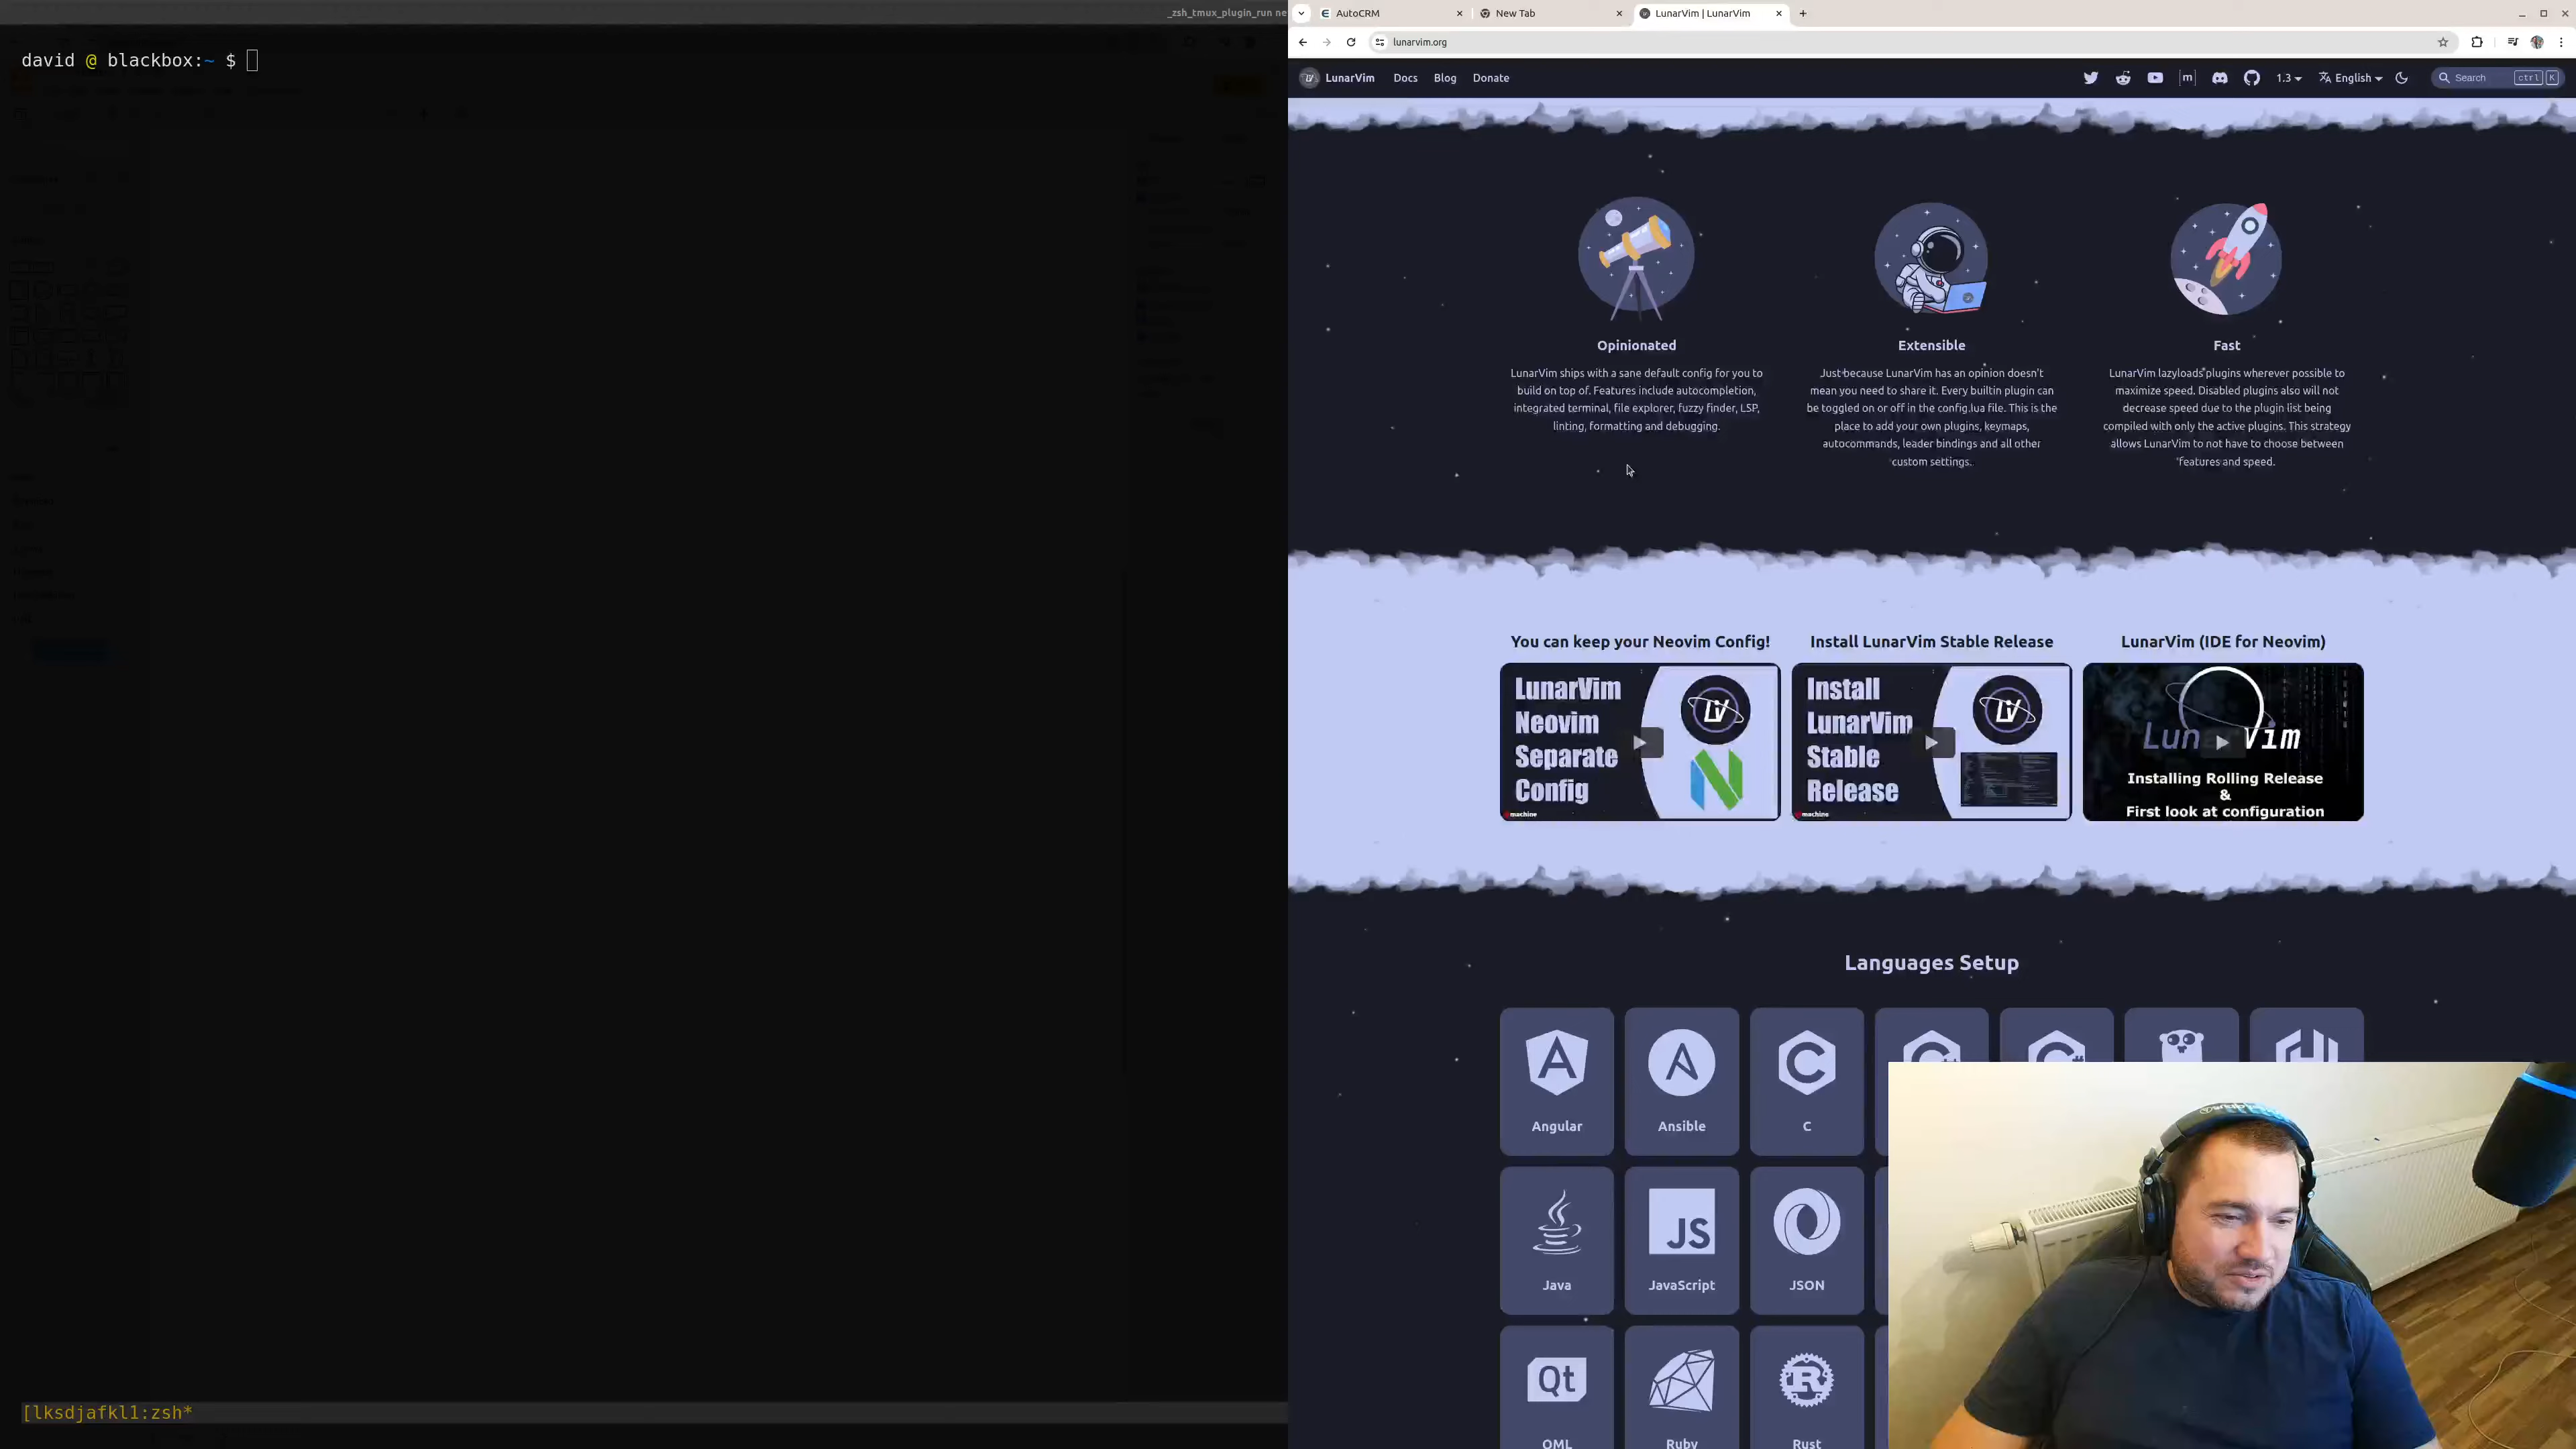 _zsh_tmux_plugin_run ne
david @ blackbox:~ $
[lksdjafkl1:zsh*
AutoCRM
New Tab
LunarVim | LunarVim
lunarvim.org
LunarVim Docs Blog Donate
1.3 English Search ctrl K
Opinionated
LunarVim ships with a sane default config for you to
build on top of. Features include autocompletion,
integrated terminal, file explorer, fuzzy finder, LSP,
linting, formatting and debugging.
Extensible
Just because LunarVim has an opinion doesn't
mean you need to share it. Every builtin plugin can
be toggled on or off in the config.lua file. This is the
place to add your own plugins, keymaps,
autocommands, leader bindings and all other
custom settings.
Fast
LunarVim lazyloads plugins wherever possible to
maximize speed. Disabled plugins also will not
decrease speed due to the plugin list being
compiled with only the active plugins. This strategy
allows LunarVim to not have to choose between
features and speed.
You can keep your Neovim Config!
LunarVim
Neovim
Separate
Config
machine
Install LunarVim Stable Release
Install
LunarVim
Stable
Release
machine
LunarVim (IDE for Neovim)
Installing Rolling Release
&
First look at configuration
Languages Setup
Angular
Ansible
C
JS
Java
JavaScript
JSON
Qt
QML
Ruby
Rust